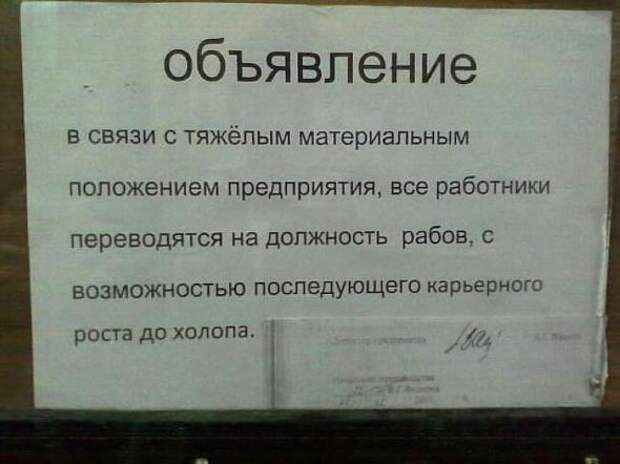 объявление
в связи с тяжёлым материальным
положением предприятия, все работники
переводятся на должность рабов, с
возможностью последующего карьерного
роста до холопа.